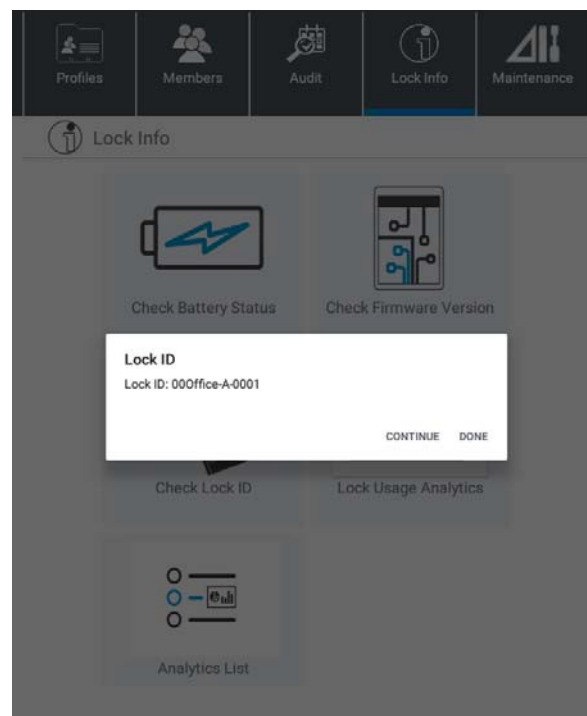 Profiles
Members
Audit
Lock Info
Maintenance
Lock Info
Check Battery Status
Check Firmware Version
Lock ID
Lock ID: 00Office-A-0001
CONTINUE DONE
Check Lock ID
Lock Usage Analytics
Analytics List